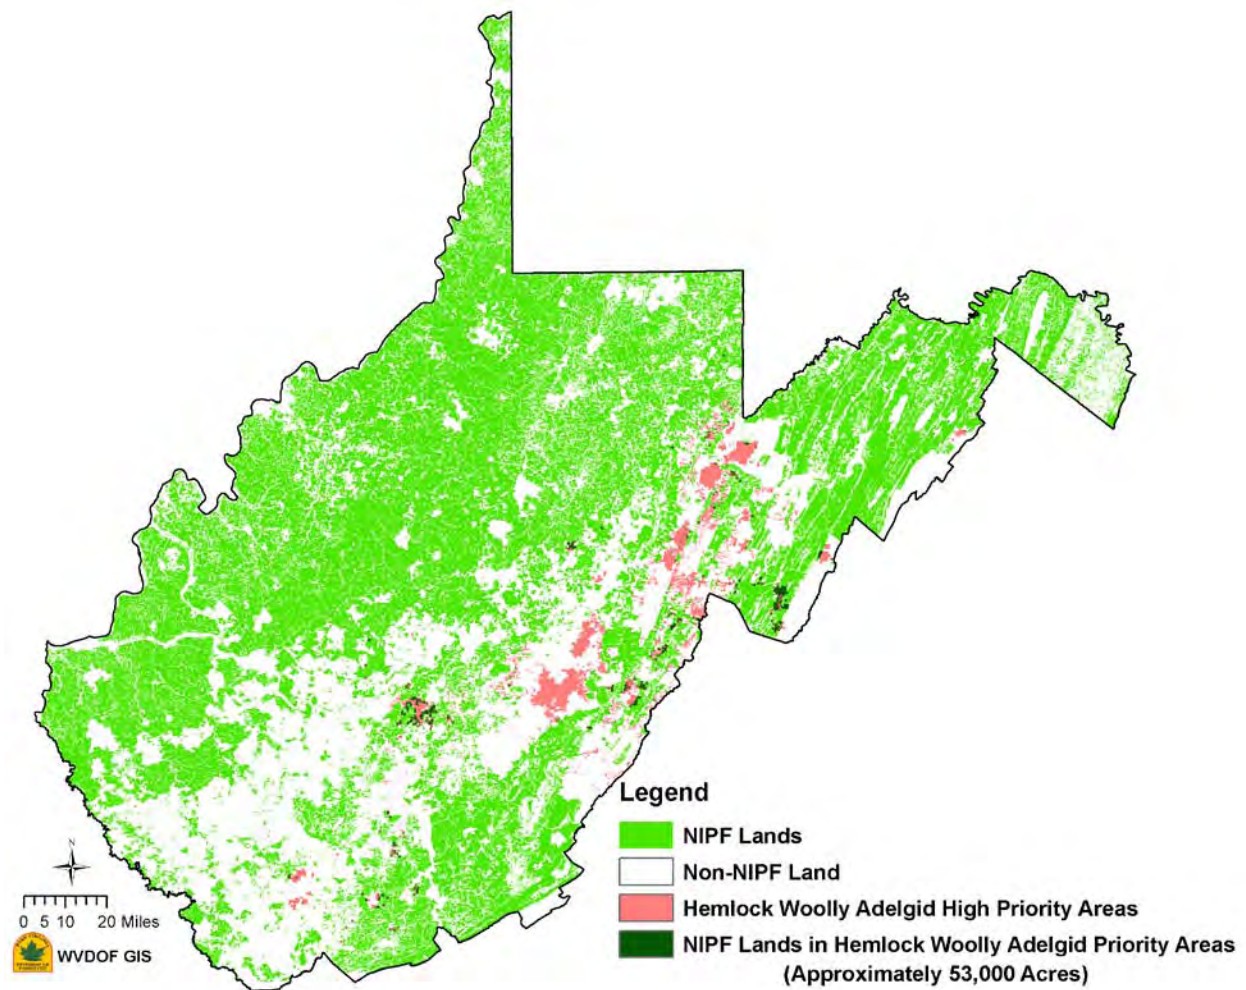 Legend
NIPF Lands
Non-NIPF Land
Hemlock Woolly Adelgid High Priority Areas
NIPF Lands in Hemlock Woolly Adelgid Priority Areas
(Approximately 53,000 Acres)
N
0 5 10 20 Miles
WVDOF GIS